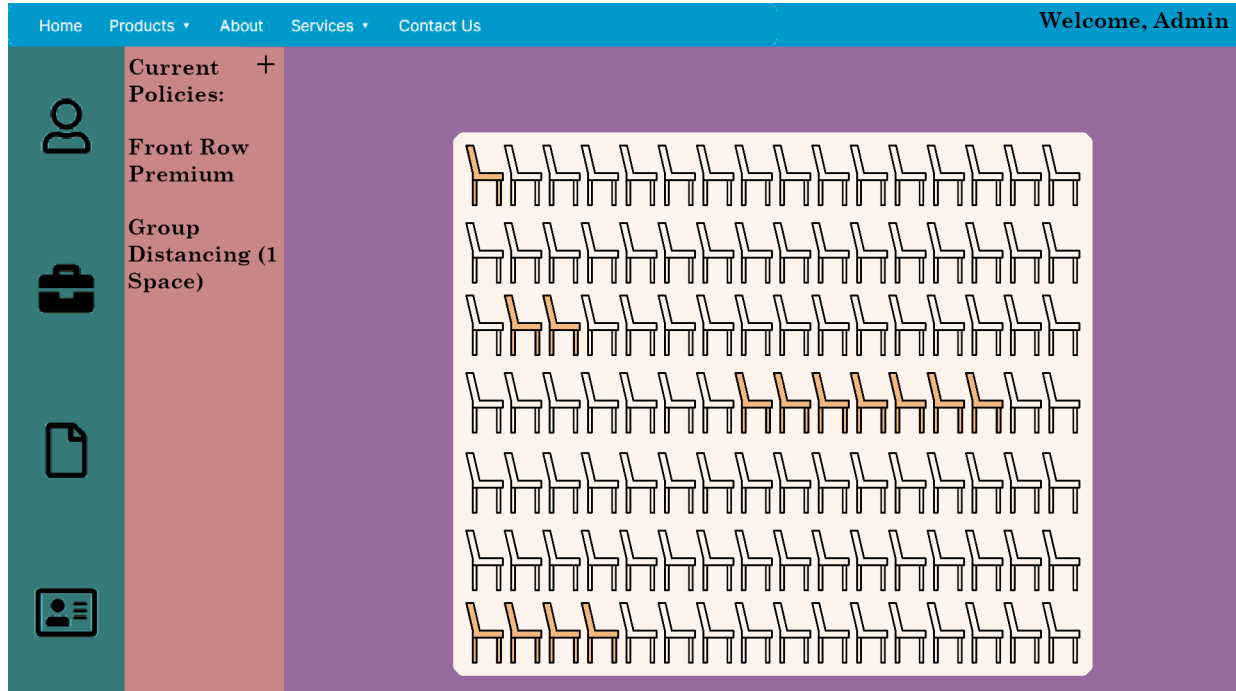 Home Products ▾ About Services ▾ Contact Us Welcome, Admin
Current +
Policies:
Front Row
Premium
Group
Distancing (1
Space)